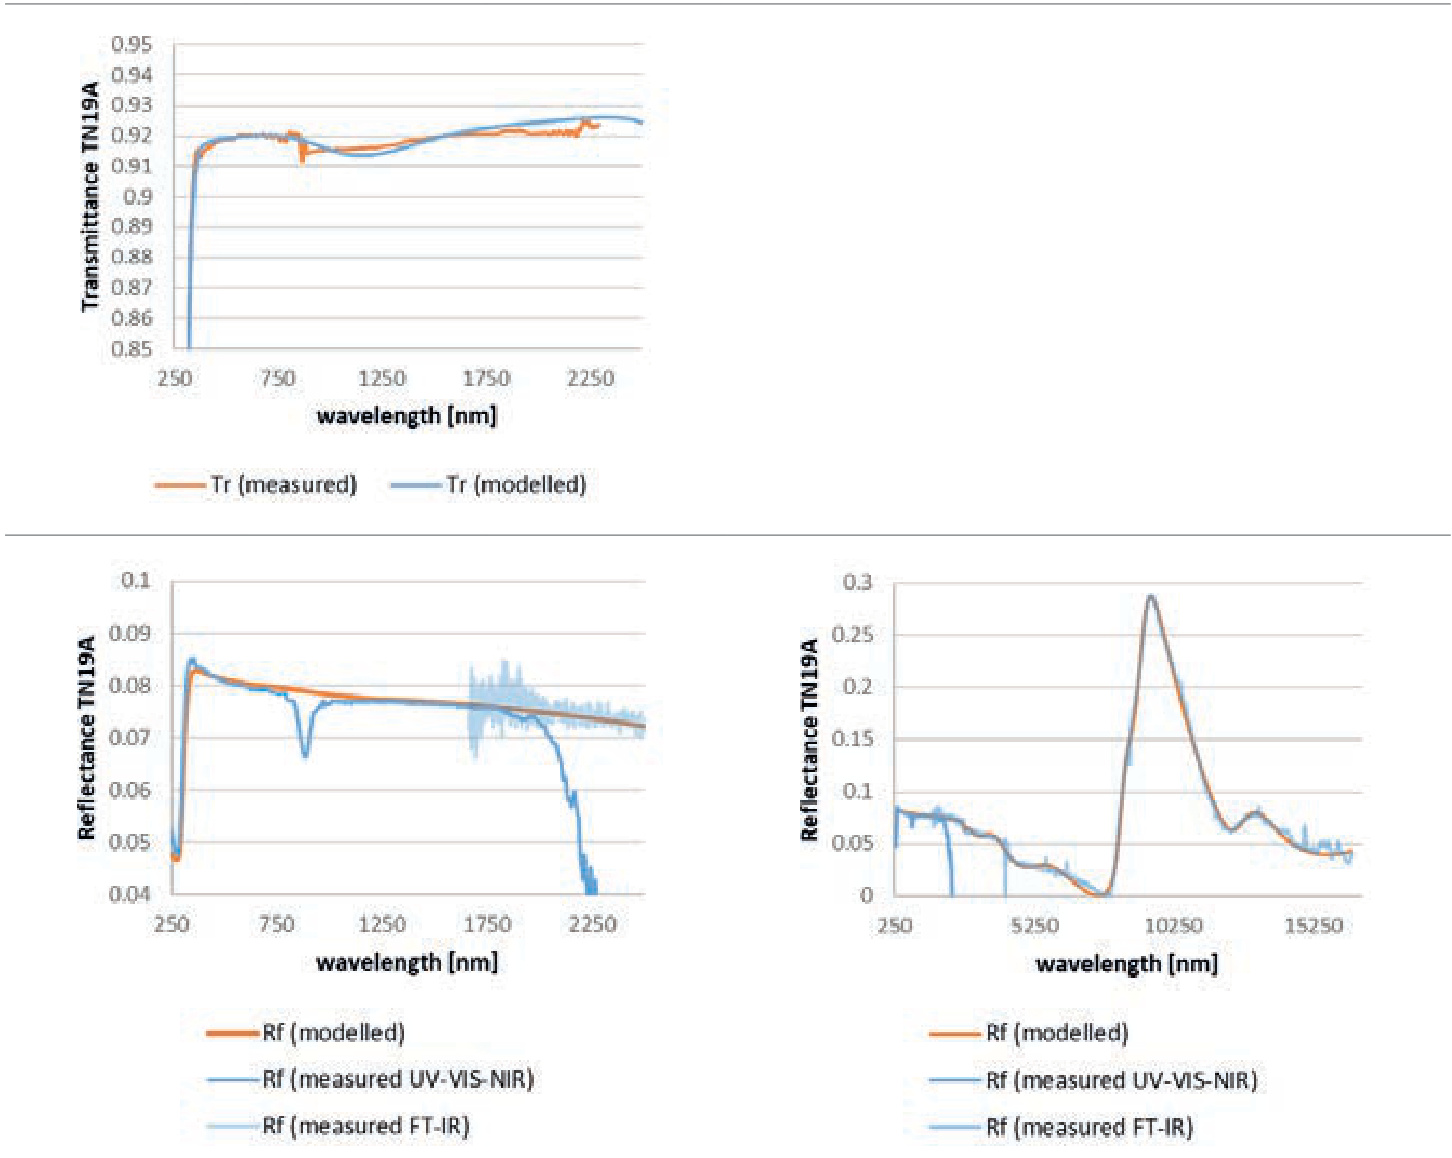 0.95
0.94
0.93
0.92
0.91
0.9
0.89
0.88
0.87
0.86
0.85
Transmittance TN19A
250 750 1250 1750 2250
wavelength [nm]
Tr (measured) Tr (modelled)
0.1
0.09
0.08
0.07
0.06
0.05
0.04
Reflectance TN19A
250 750 1250 1750 2250
wavelength [nm]
Rf (modelled)
Rf (measured UV-VIS-NIR)
Rf (measured FT-IR)
0.3
0.25
0.2
0.15
0.1
0.05
0
Reflectance TN19A
250 5250 10250 15250
wavelength [nm]
Rf (modelled)
Rf (measured UV-VIS-NIR)
Rf (measured FT-IR)